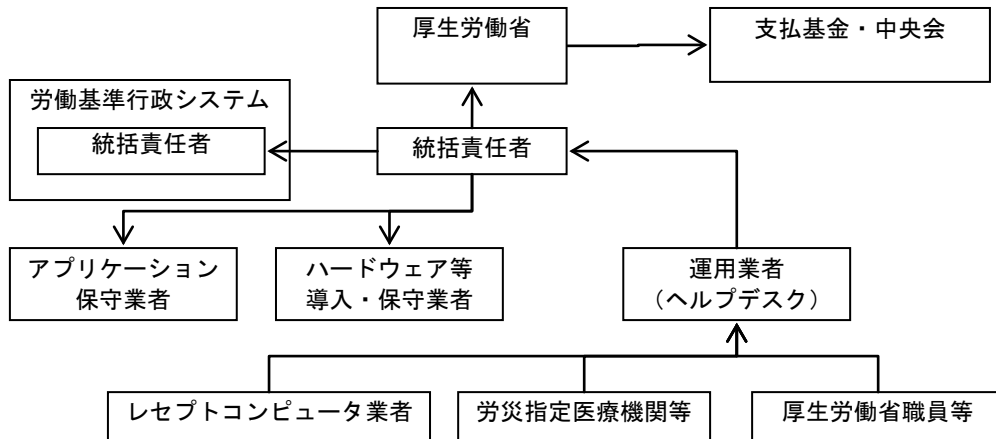 厚生労働省
支払基金・中央会
労働基準行政システム
統括責任者
統括責任者
アプリケーション
保守業者
ハードウェア等
導入・保守業者
運用業者
（ヘルプデスク）
レセプトコンピュータ業者
労災指定医療機関等
厚生労働省職員等